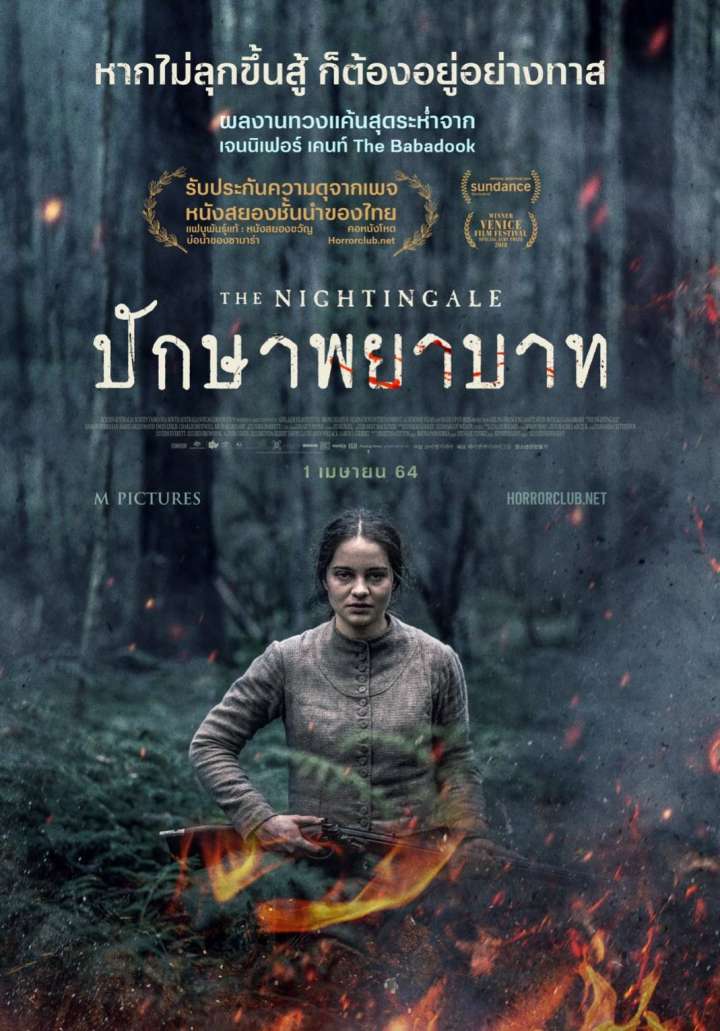 หากไม่ลุกขึ้นสู้ ก็ต้องอยู่อย่างทาส
ผลงานทวงแค้นสุดระห่ำจาก
เจนนิเฟอร์ เคนท์ The Babadook
รับประกันความดุจากเพจ
หนังสยองชั้นนำของไทย
แฟนพันธุ์แท้ : หนังสยองขวัญ คอหนังโหด
บ่อน้ำของซามาร่า Horrorclub.net
sundance
WINNER
VENICE
FILM FESTIVAL
SPECIAL JURY PRIZE
2018
THE NIGHTINGALE
ปักษาพยาบาท
1 เมษายน 64
M PICTURES
HORRORCLUB.NET